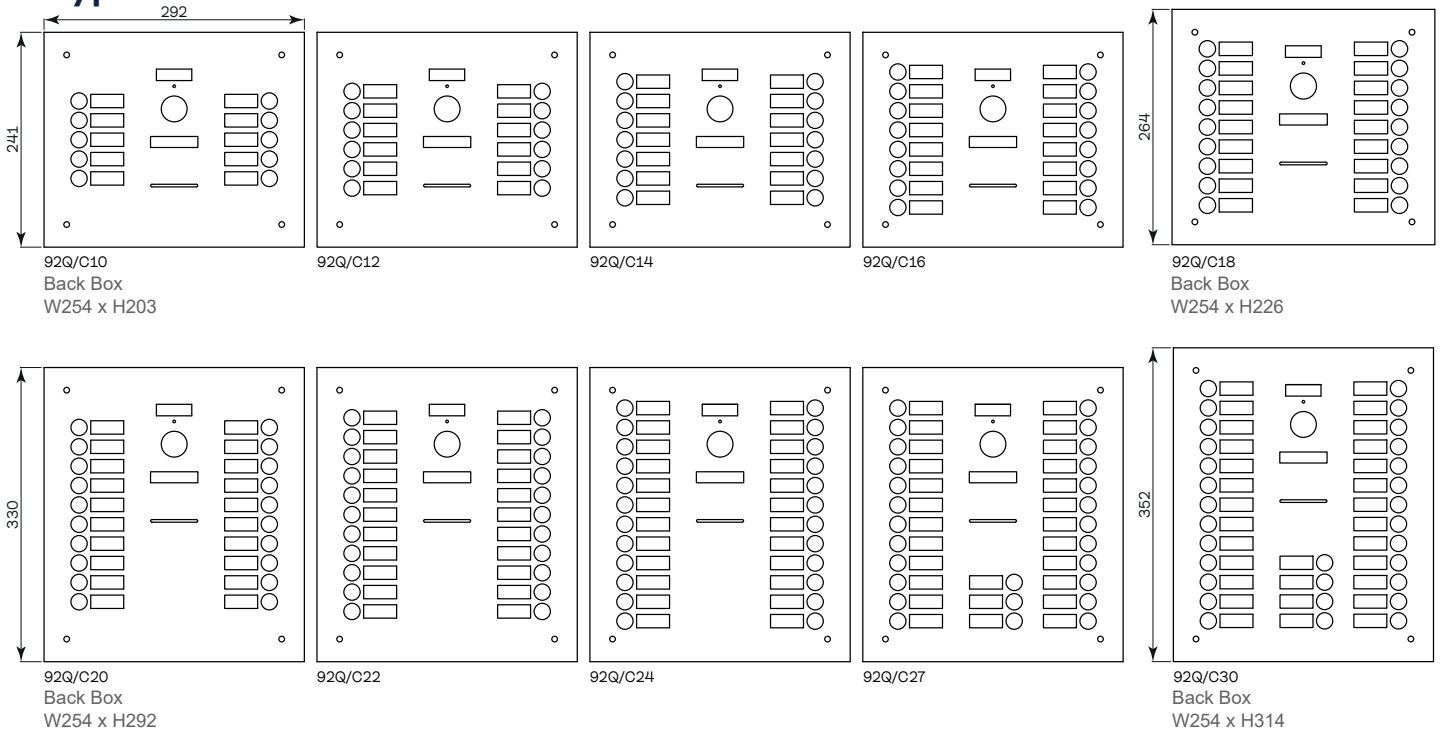 292
241
264
92Q/C10
Back Box
W254 x H203
92Q/C12
92Q/C14
92Q/C16
92Q/C18
Back Box
W254 x H226
330
352
92Q/C20
Back Box
W254 x H292
92Q/C22
92Q/C24
92Q/C27
92Q/C30
Back Box
W254 x H314